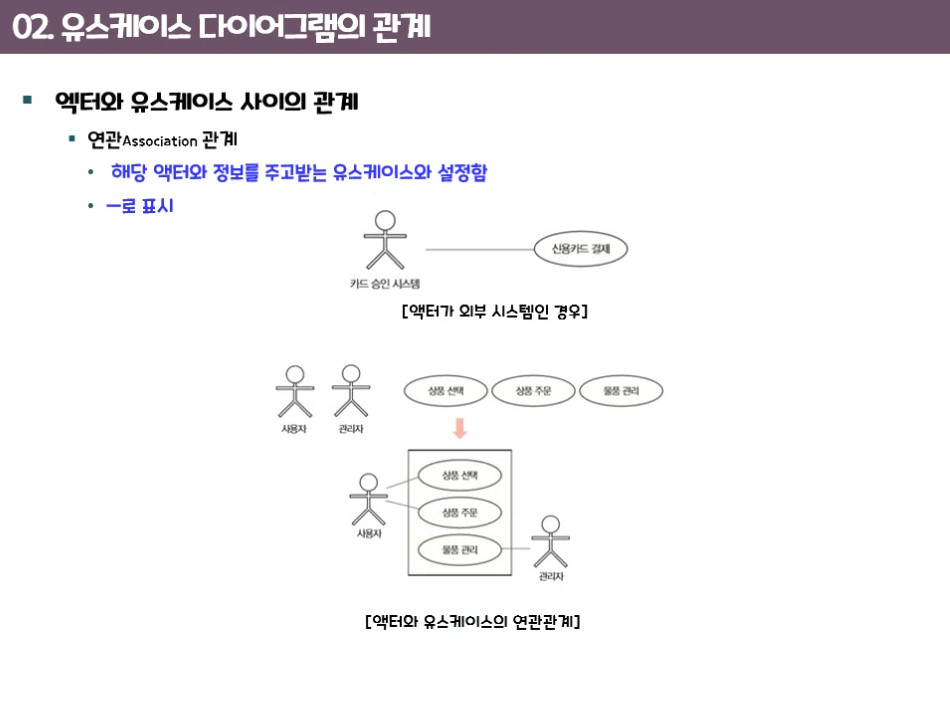 02. 유스케이스 다이어그램의 관계
엑터와 유스케이스 사이의 관계
연관Association 관계
해당 액터와 정보를 주고받는 유스케이스와 설정함
—로 표시
신용카드 결제
카드 승인 시스템
[액터가 외부 시스템인 경우]
상품 선택 상품 주문 물품 관리
사용자 관리자
상품 선택
상품 주문
사용자
물품 관리
관리자
[액터와 유스케이스의 연관관계]